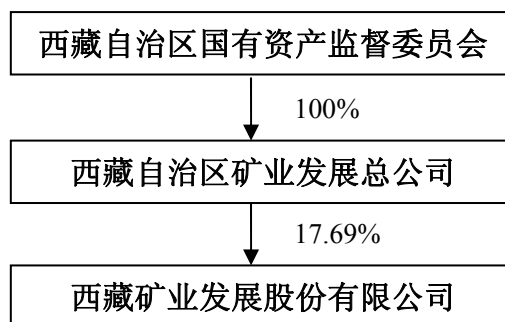 西藏自治区国有资产监督委员会
100%
西藏自治区矿业发展总公司
17.69%
西藏矿业发展股份有限公司